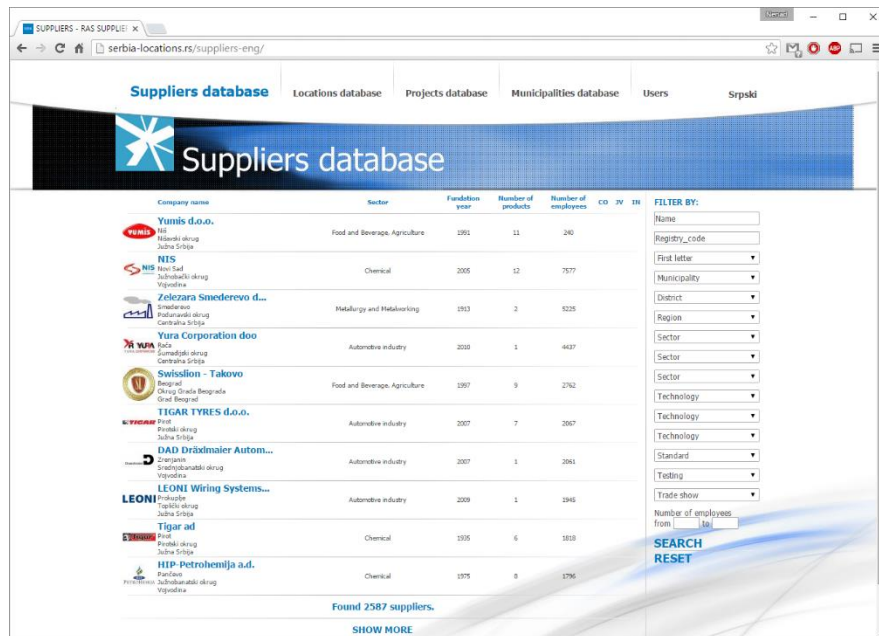 SUPPLIERS - RAS SUPPLIE
serbia-locations.rs/suppliers-eng/
Suppliers database Locations database Projects database Municipalities database Users Srpski
Suppliers database
Company name Sector Fundation year Number of products Number of employees CO JV IN
Yumis d.o.o.
Niš
Nišavski okrug
Južna Srbija
Food and Beverage, Agriculture 1991 11 240
NIS
Novi Sad
Južnobački okrug
Vojvodina
Chemical 2005 12 7577
Zelezara Smederevo d...
Smederevo
Podunavski okrug
Centralna Srbija
Metallurgy and Metalworking 1913 2 5225
Yura Corporation doo
Rača
Šumadijski okrug
Centralna Srbija
Automotive industry 2010 1 4437
Swisslion - Takovo
Beograd
Okrug Grada Beograda
Grad Beograd
Food and Beverage, Agriculture 1997 9 2762
TIGAR TYRES d.o.o.
Pirot
Pirotski okrug
Južna Srbija
Automotive industry 2007 7 2067
DAD Dräxlmaier Autom...
Zrenjanin
Srednjobanatski okrug
Vojvodina
Automotive industry 2007 1 2061
LEONI
LEONI Wiring Systems...
Prokuplje
Toplički okrug
Južna Srbija
Automotive industry 2009 1 1945
Tigar ad
Pirot
Pirotski okrug
Južna Srbija
Chemical 1935 6 1818
HIP-Petrohemija a.d.
Pančevo
Južnobanatski okrug
Vojvodina
Chemical 1975 8 1796
Found 2587 suppliers.
SHOW MORE
FILTER BY:
Name
Registry_code
First letter
Municipality
District
Region
Sector
Sector
Sector
Technology
Technology
Technology
Standard
Testing
Trade show
Number of employees
from to
SEARCH
RESET